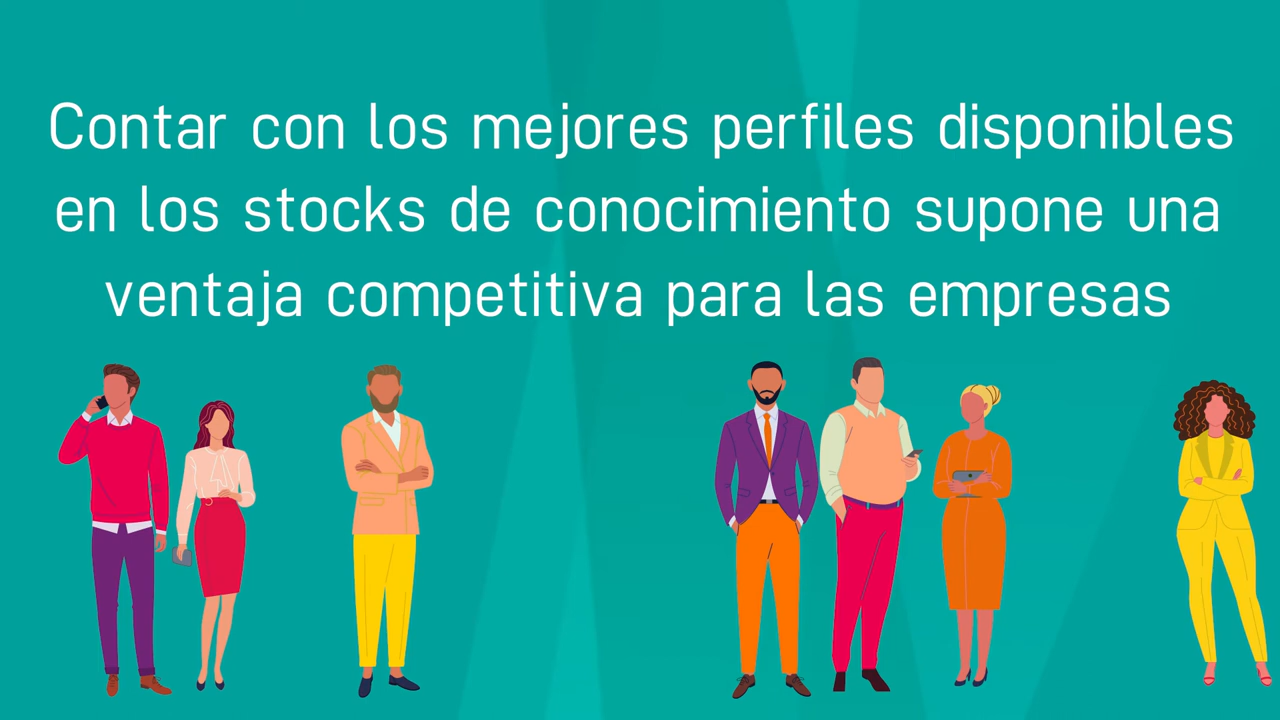 Contar con los mejores perfiles disponibles
en los stocks de conocimiento supone una
ventaja competitiva para las empresas